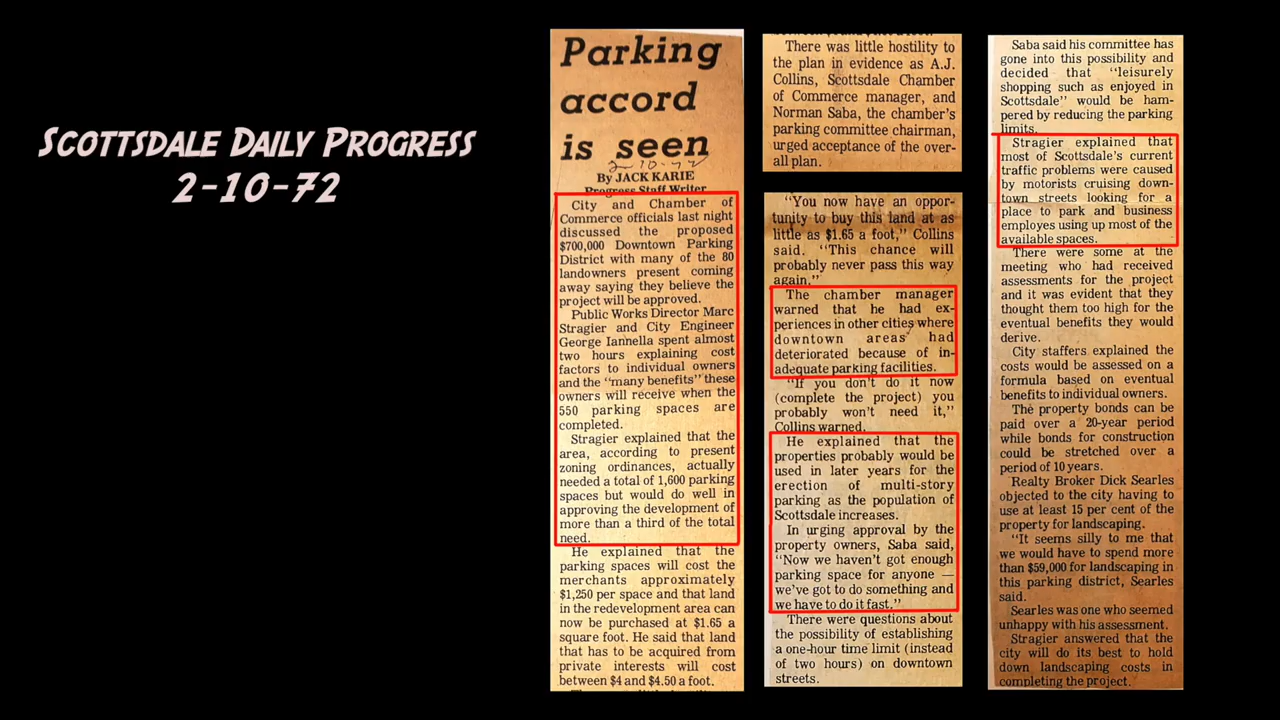 SCOTTSDALE DAILY PROGRESS
2-10-72
Parking
accord
is seen
2-10-72
By JACK KARIE
Progress Staff Writer
City and Chamber of
Commerce officials last night
discussed the proposed
$700,000 Downtown Parking
District with many of the 80
landowners present coming
away saying they believe the
project will be approved.
Public Works Director Marc
Stragier and City Engineer
George Iannella spent almost
two hours explaining cost
factors to individual owners
and the "many benefits" these
owners will receive when the
550 parking spaces are
completed.
Stragier explained that the
area, according to present
zoning ordinances, actually
needed a total of 1,600 parking
spaces but would do well in
approving the development of
more than a third of the total
need.
He explained that the
parking spaces will cost the
merchants approximately
$1,250 per space and that land
in the redevelopment area can
now be purchased at $1.65 a
square foot. He said that land
that has to be acquired from
private interests will cost
between $4 and $4.50 a foot.
There was little hostility to
the plan in evidence as A.J.
Collins, Scottsdale Chamber
of Commerce manager, and
Norman Saba, the chamber's
parking committee chairman,
urged acceptance of the over-
all plan.
"You now have an oppor-
tunity to buy this land at as
little as $1.65 a foot," Collins
said. "This chance will
probably never pass this way
again."
The chamber manager
warned that he had ex-
periences in other cities where
downtown areas had
deteriorated because of in-
adequate parking facilities.
"If you don't do it now
(complete the project) you
probably won't need it,"
Collins warned.
He explained that the
properties probably would be
used in later years for the
erection of multi-story
parking as the population of
Scottsdale increases.
In urging approval by the
property owners, Saba said,
"Now we haven't got enough
parking space for anyone —
we've got to do something and
we have to do it fast."
There were questions about
the possibility of establishing
a one-hour time limit (instead
of two hours) on downtown
streets.
Saba said his committee has
gone into this possibility and
decided that "leisurely
shopping such as enjoyed in
Scottsdale" would be ham-
pered by reducing the parking
limits.
Stragier explained that
most of Scottsdale's current
traffic problems were caused
by motorists cruising down-
town streets looking for a
place to park and business
employes using up most of the
available spaces.
There were some at the
meeting who had received
assessments for the project
and it was evident that they
thought them too high for the
eventual benefits they would
derive.
City staffers explained the
costs would be assessed on a
formula based on eventual
benefits to individual owners.
The property bonds can be
paid over a 20-year period
while bonds for construction
could be stretched over a
period of 10 years.
Realty Broker Dick Searles
objected to the city having to
use at least 15 per cent of the
property for landscaping.
"It seems silly to me that
we would have to spend more
than $59,000 for landscaping in
this parking district, Searles
said.
Searles was one who seemed
unhappy with his assessment.
Stragier answered that the
city will do its best to hold
down landscaping costs in
completing the project.